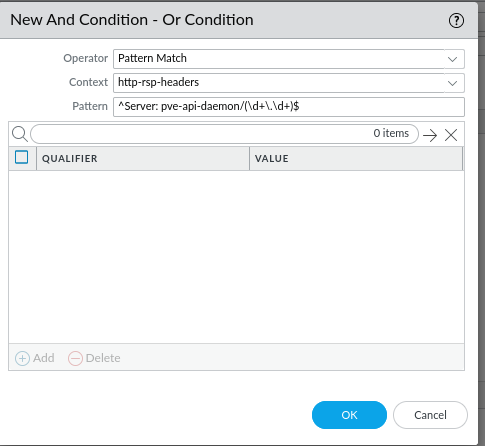 New And Condition - Or Condition
Operator Pattern Match
Context http-rsp-headers
Pattern ^Server: pve-api-daemon/(\d+\.\d+)$
0 items
QUALIFIER VALUE
Add Delete
OK Cancel